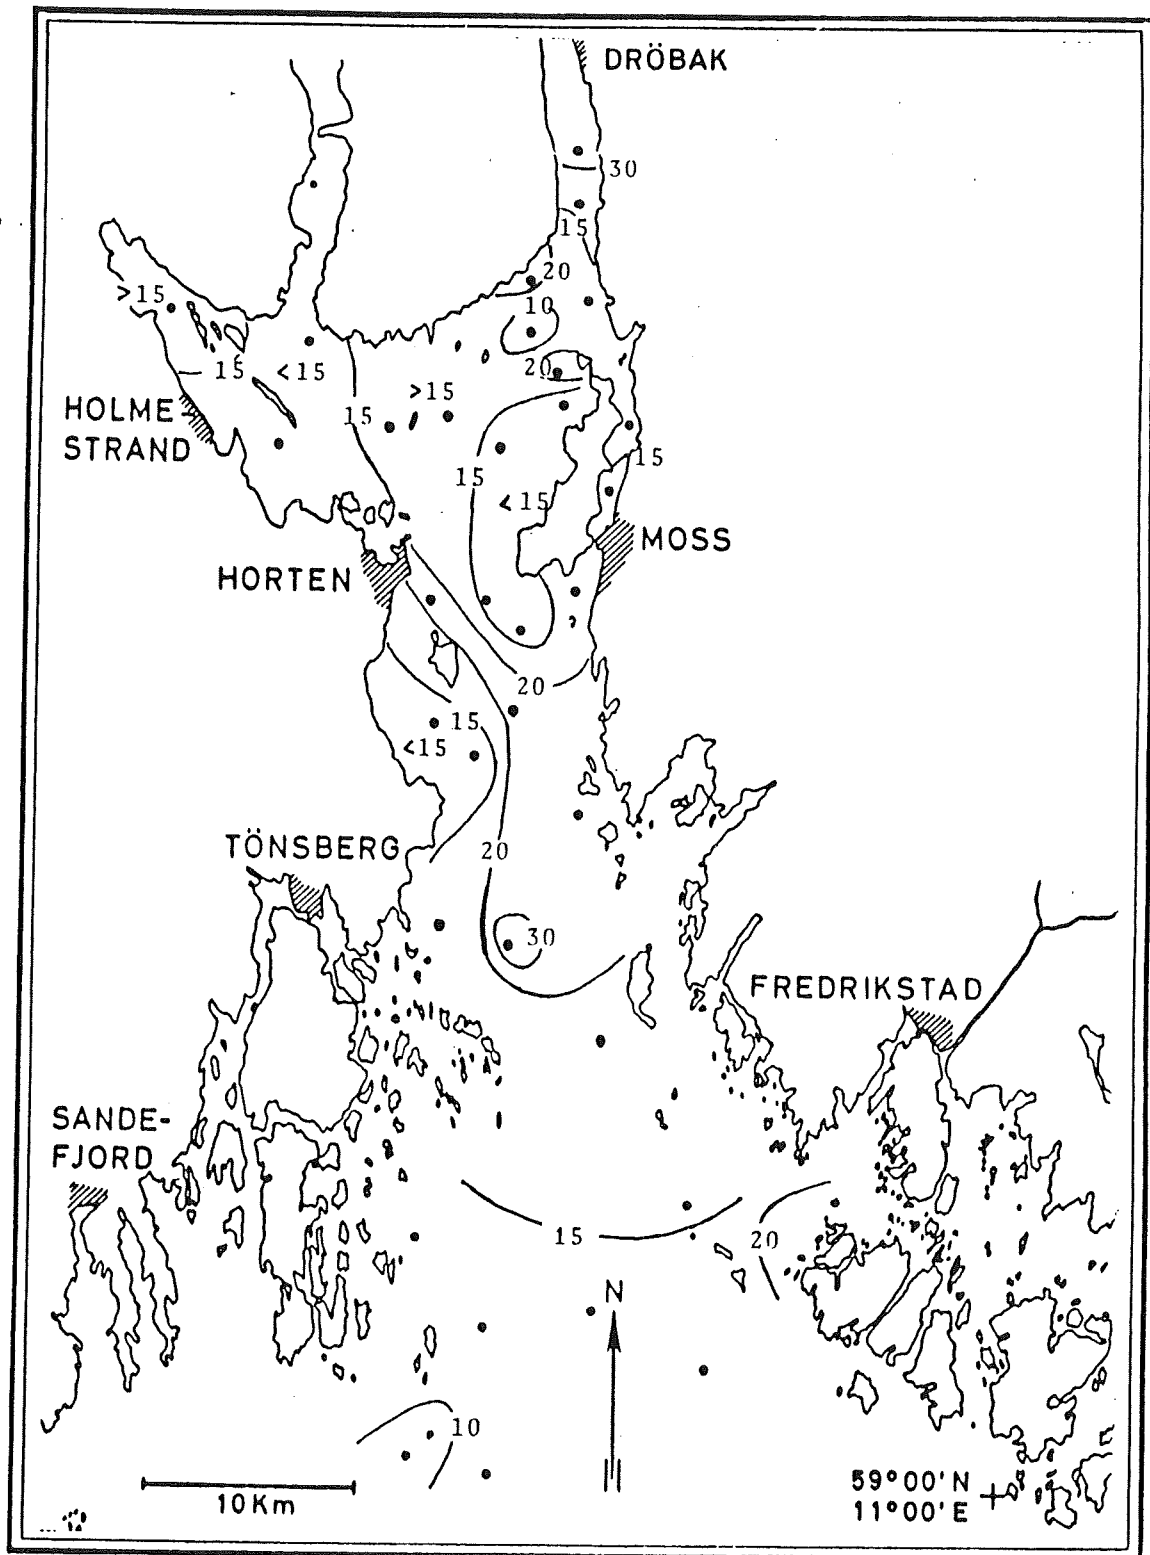 DRÖBAK
30
15
20
>15
10
15
<15
20
>15
HOLME-
STRAND
15
15
15
<15
MOSS
HORTEN
20
15
<15
TÖNSBERG
20
30
FREDRIKSTAD
SANDE-
FJORD
15
20
N
10
10Km
59°00'N
11°00'E